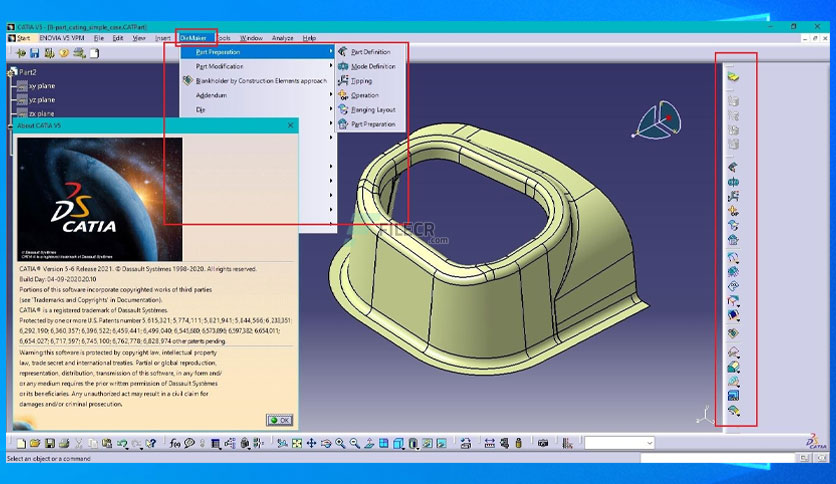 CATIA V5 - [B-part_cating_simple_core.CATPart]
Start ENOVIA V5 VPM File Edit View Insert DieMaker Tools Window Analyze Help
Part Preparation
Part Modification
Blankholder by Construction Elements approach
Addendum
Die
Part Definition
Mode Definition
Tipping
Operation
Flanging Layout
Part Preparation
Part2
xy plane
yz plane
zx plane
About CATIA V5
3DS
CATIA
© Dassault Systèmes
CATIA ® Version 5-6 Release 2021. © Dassault Systèmes 1998-2020. All rights reserved.
Build Day: 04-09-2020.20.10
Portions of this software incorporate copyrighted works of third parties
(see 'Trademarks and Copyrights' in Documentation).
CATIA® is a registered trademark of Dassault Systèmes.
Protected by one or more U.S. Patents number 5,615,321; 5,774,111; 5,821,941; 5,844,566; 6,233,351;
6,292,190; 6,360,357; 6,396,522; 6,459,441; 6,499,040; 6,545,680; 6,573,896; 6,597,382; 6,654,011;
6,654,027; 6,717,597; 6,745,100; 6,762,778; 6,828,974 other patents pending.
Warning this software is protected by copyright law, intellectual property
law, trade secret and international treaties. Partial or global reproduction,
representation, distribution, transmission of this software, in any form and/
or any medium requires the prior written permission of Dassault Systèmes
or its beneficiaries. Any unauthorized act may result in a civil claim for
damages and/or criminal prosecution.
OK
FILECR
.com
Select an object or a command